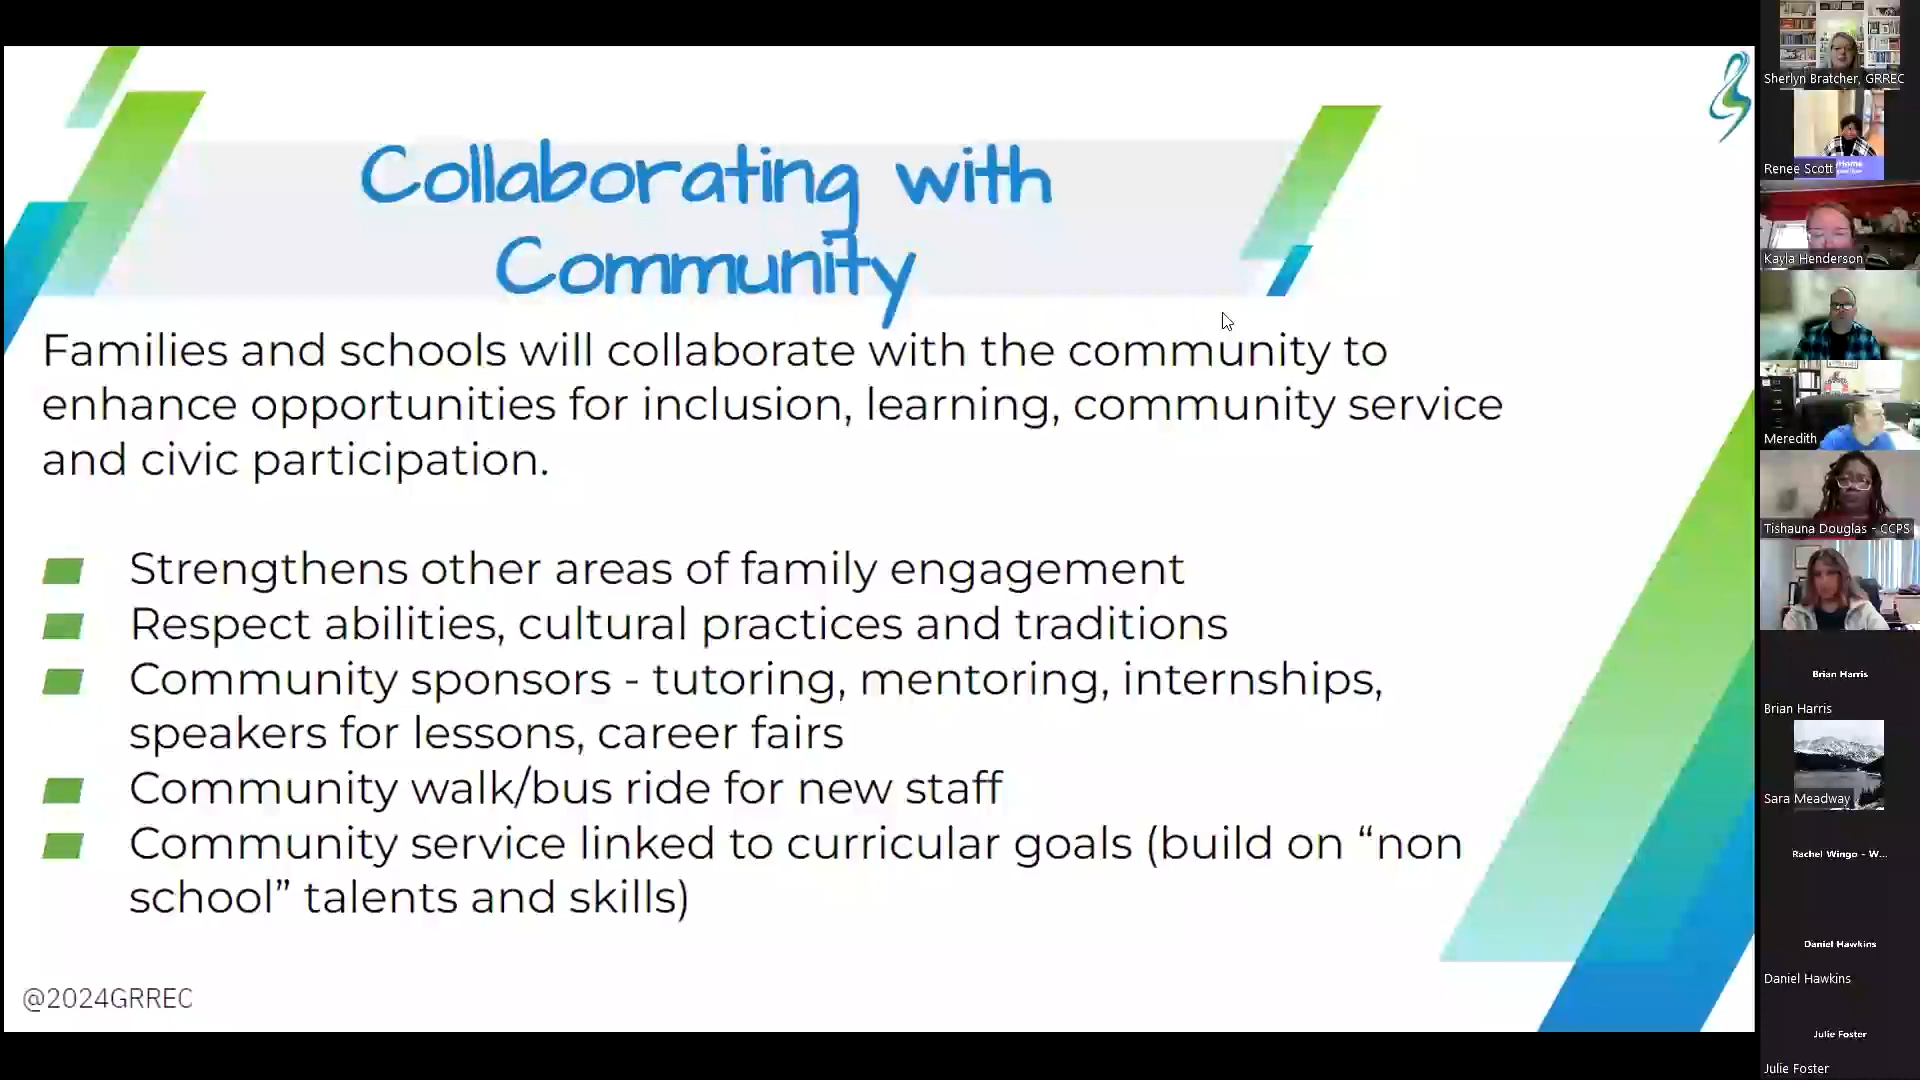 Collaborating with
Community
Families and schools will collaborate with the community to
enhance opportunities for inclusion, learning, community service
and civic participation.
Strengthens other areas of family engagement
Respect abilities, cultural practices and traditions
Community sponsors - tutoring, mentoring, internships,
speakers for lessons, career fairs
Community walk/bus ride for new staff
Community service linked to curricular goals (build on “non
school” talents and skills)
@2024GRREC
Sherlyn Bratcher, GRREC
Renee Scott
Kayla Henderson
Meredith
Tishauna Douglas - CCPS
Brian Harris
Brian Harris
Sara Meadway
Rachel Wingo - W...
Daniel Hawkins
Daniel Hawkins
Julie Foster
Julie Foster